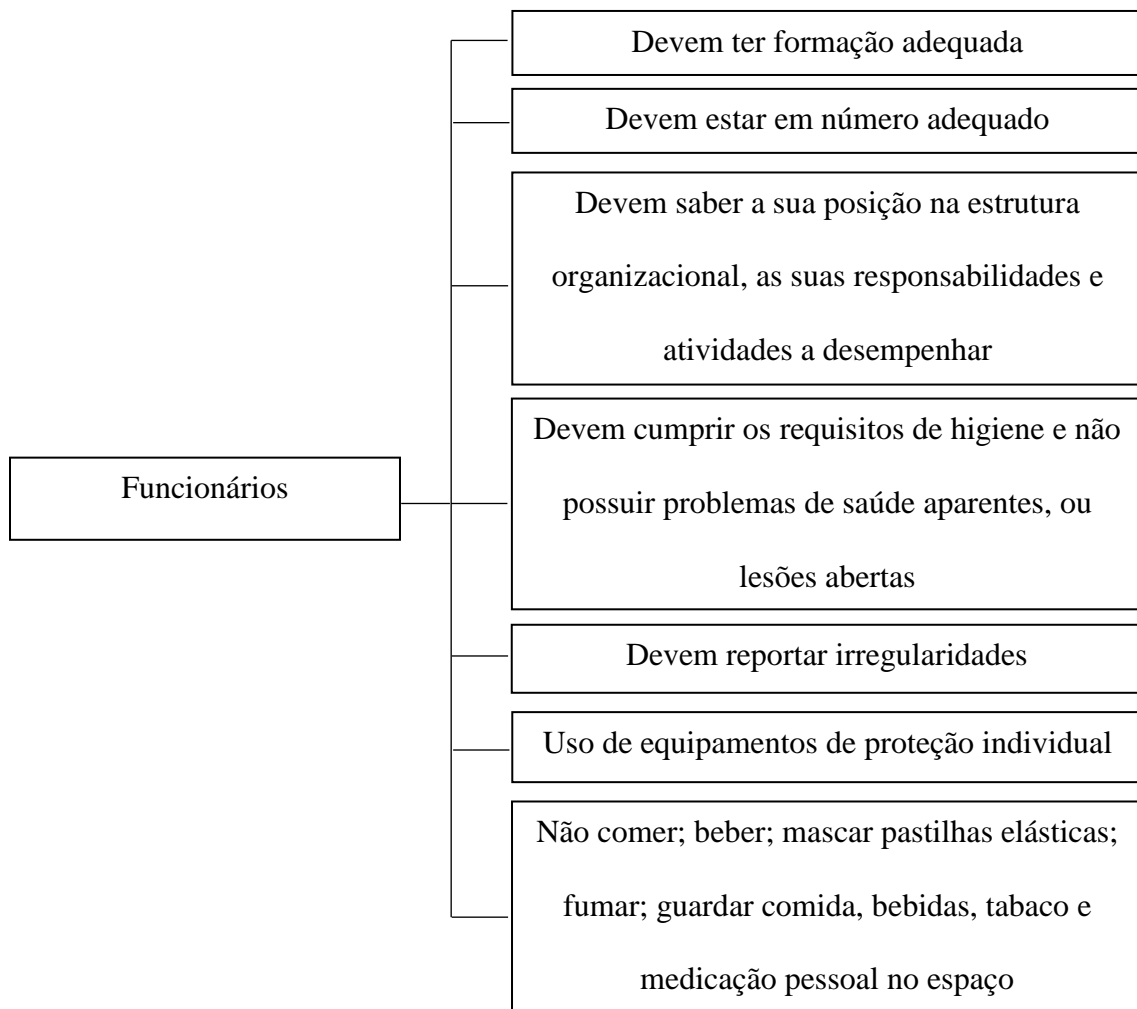 Devem ter formação adequada
Devem estar em número adequado
Devem saber a sua posição na estrutura
organizacional, as suas responsabilidades e
atividades a desempenhar
Devem cumprir os requisitos de higiene e não
possuir problemas de saúde aparentes, ou
lesões abertas
Funcionários
Devem reportar irregularidades
Uso de equipamentos de proteção individual
Não comer; beber; mascar pastilhas elásticas;
fumar; guardar comida, bebidas, tabaco e
medicação pessoal no espaço